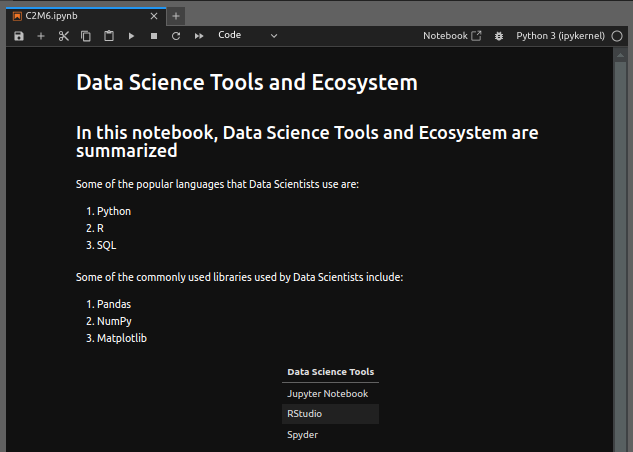 C2M6.ipynb
Code
Notebook
Python 3 (ipykernel)
Data Science Tools and Ecosystem
In this notebook, Data Science Tools and Ecosystem are
summarized
Some of the popular languages that Data Scientists use are:
1. Python
2. R
3. SQL
Some of the commonly used libraries used by Data Scientists include:
1. Pandas
2. NumPy
3. Matplotlib
Data Science Tools
Jupyter Notebook
RStudio
Spyder